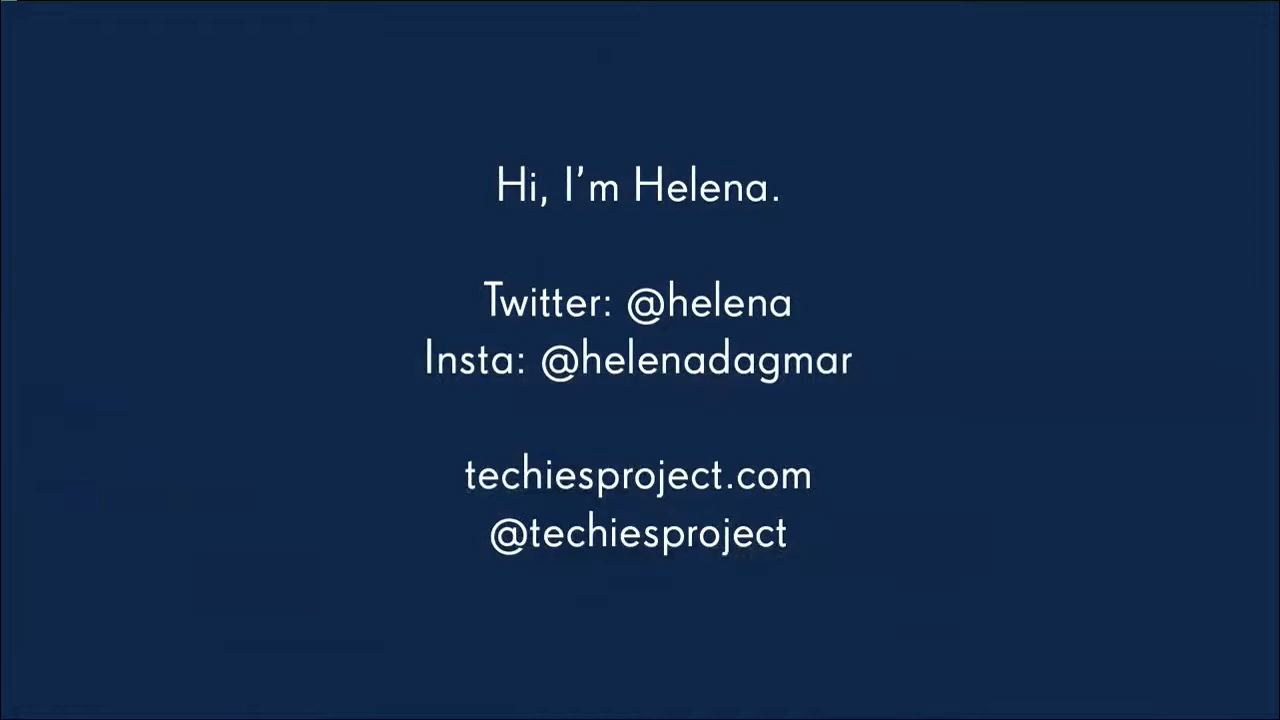 Hi, I’m Helena.
Twitter: @helena
Insta: @helenadagmar
techiesproject.com
@techiesproject